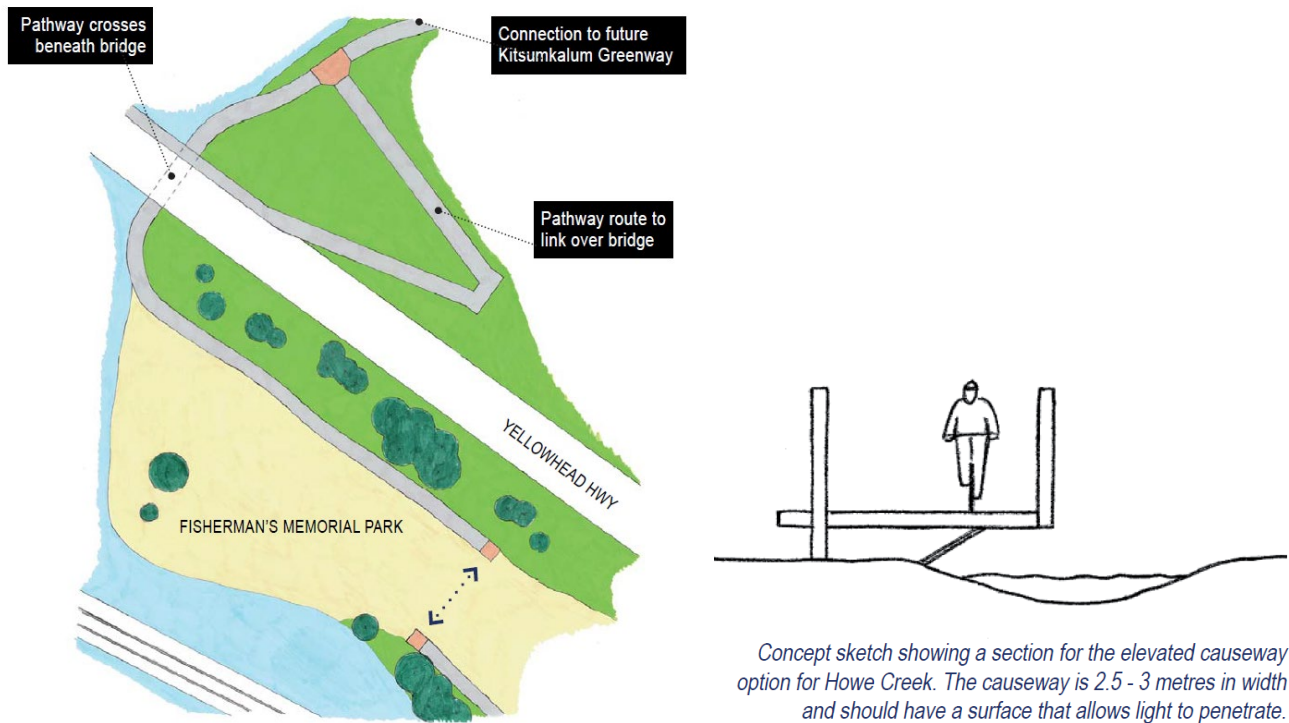 Pathway crosses
beneath bridge
Connection to future
Kitsumkalum Greenway
Pathway route to
link over bridge
YELLOWHEAD HWY
FISHERMAN'S MEMORIAL PARK
Concept sketch showing a section for the elevated causeway
option for Howe Creek. The causeway is 2.5 - 3 metres in width
and should have a surface that allows light to penetrate.